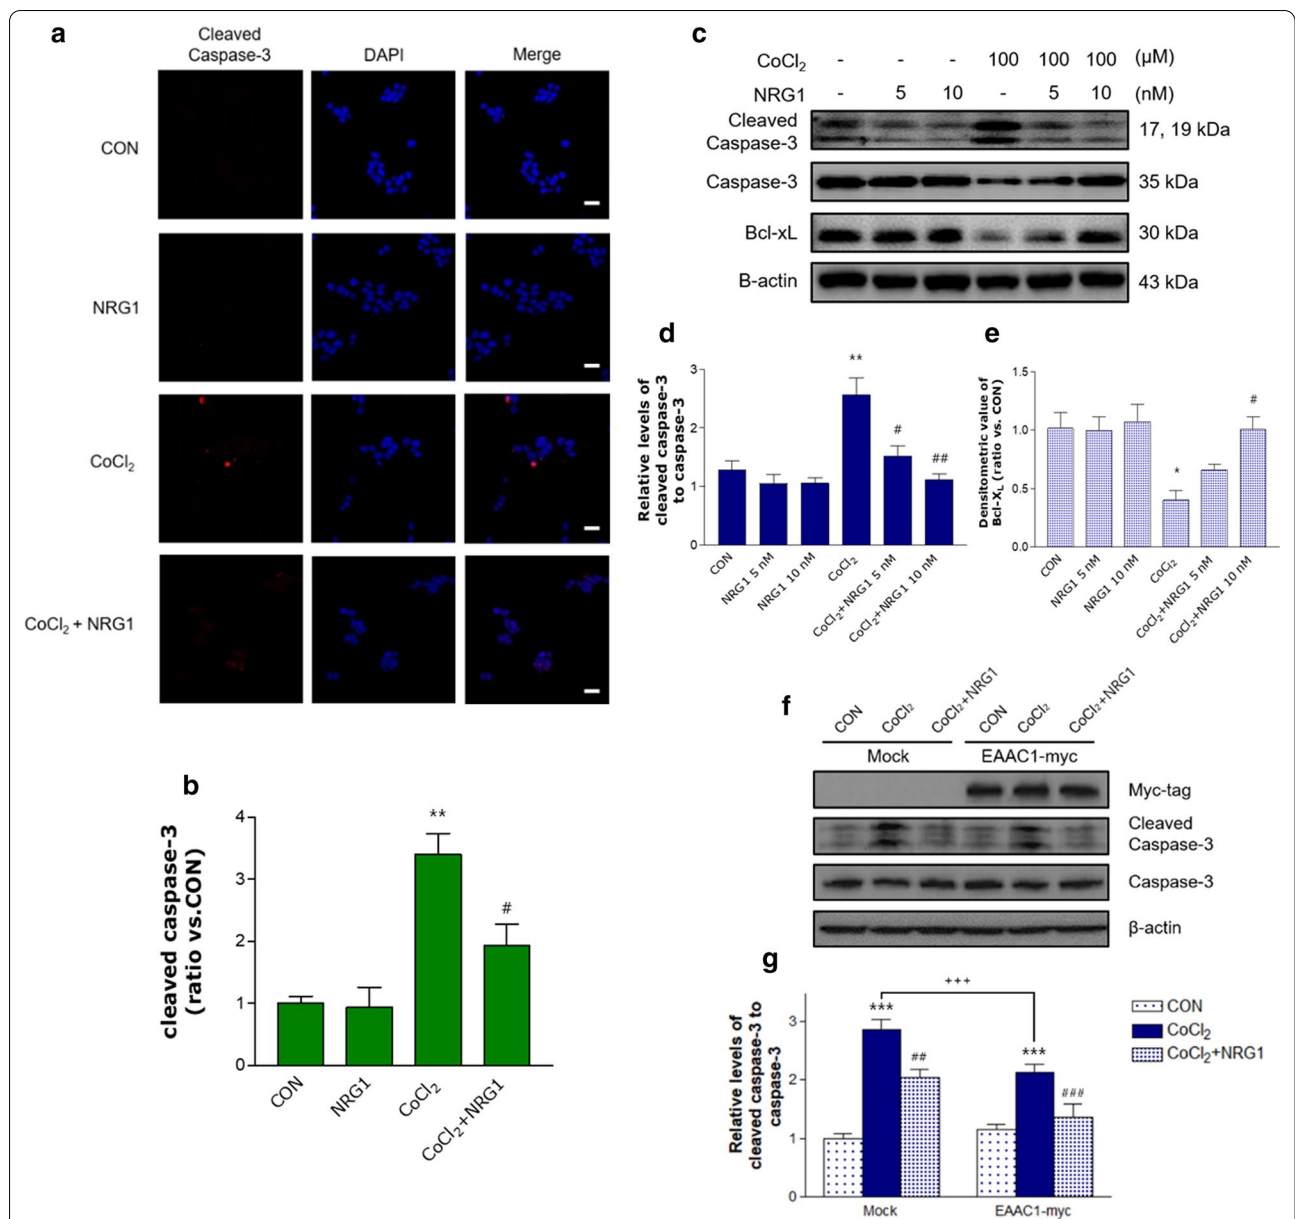 a
Cleaved
Caspase-3 DAPI Merge
CON
NRG1
CoCl2
CoCl2 + NRG1
b
cleaved caspase-3
(ratio vs.CON)
4
3
2
1
0
**
#
CON NRG1 CoCl2 CoCl2+NRG1
c
CoCl2 - - - 100 100 100 (μM)
NRG1 - 5 10 - 5 10 (nM)
Cleaved
Caspase-3 17, 19 kDa
Caspase-3 35 kDa
Bcl-xL 30 kDa
B-actin 43 kDa
d
Relative levels of
cleaved caspase-3
to caspase-3
3
2
1
0
**
#
##
CON NRG1 5 nM NRG1 10 nM CoCl2 CoCl2+NRG1 5 nM CoCl2+NRG1 10 nM
e
Densitometric value of
Bcl-XL (ratio vs. CON)
1.5
1.0
0.5
0.0
*
#
CON NRG1 5 nM NRG1 10 nM CoCl2 CoCl2+NRG1 5 nM CoCl2+NRG1 10 nM
f
CON CoCl2 CoCl2+NRG1 CON CoCl2 CoCl2+NRG1
Mock EAAC1-myc
Myc-tag
Cleaved
Caspase-3
Caspase-3
β-actin
g
Relative levels of
cleaved caspase-3 to
caspase-3
3
2
1
0
+++
***
##
***
###
Mock EAAC1-myc
CON
CoCl2
CoCl2+NRG1